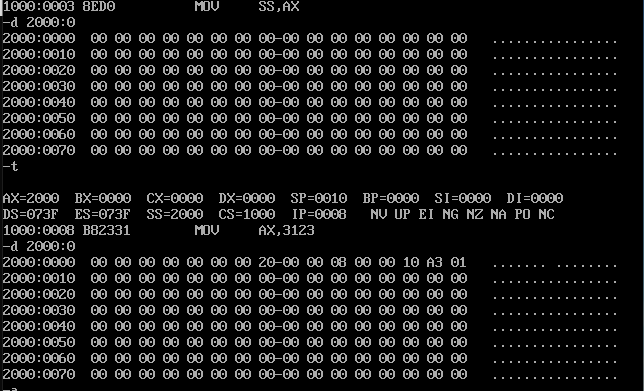 1000:0003 8ED0          MOV     SS,AX
-d 2000:0
2000:0000  00 00 00 00 00 00 00 00-00 00 00 00 00 00 00 00   ................
2000:0010  00 00 00 00 00 00 00 00-00 00 00 00 00 00 00 00   ................
2000:0020  00 00 00 00 00 00 00 00-00 00 00 00 00 00 00 00   ................
2000:0030  00 00 00 00 00 00 00 00-00 00 00 00 00 00 00 00   ................
2000:0040  00 00 00 00 00 00 00 00-00 00 00 00 00 00 00 00   ................
2000:0050  00 00 00 00 00 00 00 00-00 00 00 00 00 00 00 00   ................
2000:0060  00 00 00 00 00 00 00 00-00 00 00 00 00 00 00 00   ................
2000:0070  00 00 00 00 00 00 00 00-00 00 00 00 00 00 00 00   ................
-t
AX=2000  BX=0000  CX=0000  DX=0000  SP=0010  BP=0000  SI=0000  DI=0000
DS=073F  ES=073F  SS=2000  CS=1000  IP=0008   NV UP EI NG NZ NA PO NC
1000:0008 B82331        MOV     AX,3123
-d 2000:0
2000:0000  00 00 00 00 00 00 00 20-00 00 08 00 00 10 A3 01   ....... ........
2000:0010  00 00 00 00 00 00 00 00-00 00 00 00 00 00 00 00   ................
2000:0020  00 00 00 00 00 00 00 00-00 00 00 00 00 00 00 00   ................
2000:0030  00 00 00 00 00 00 00 00-00 00 00 00 00 00 00 00   ................
2000:0040  00 00 00 00 00 00 00 00-00 00 00 00 00 00 00 00   ................
2000:0050  00 00 00 00 00 00 00 00-00 00 00 00 00 00 00 00   ................
2000:0060  00 00 00 00 00 00 00 00-00 00 00 00 00 00 00 00   ................
2000:0070  00 00 00 00 00 00 00 00-00 00 00 00 00 00 00 00   ................